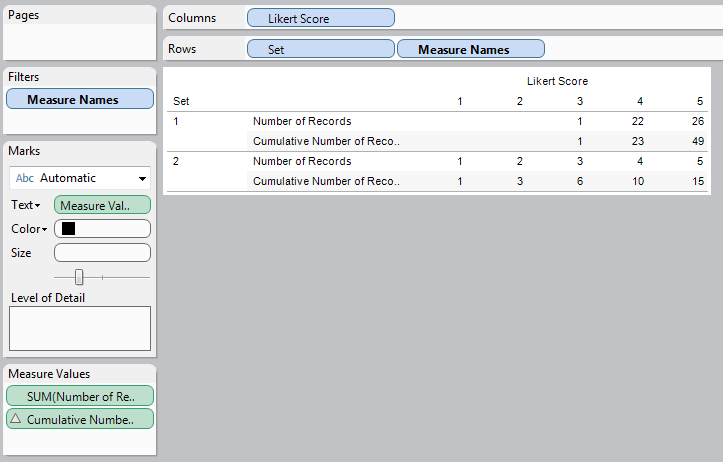 Pages
Columns Likert Score
Rows Set Measure Names
Filters
Measure Names
Likert Score
Set 1 2 3 4 5
1 Number of Records 1 22 26
Cumulative Number of Reco.. 1 23 49
2 Number of Records 1 2 3 4 5
Cumulative Number of Reco.. 1 3 6 10 15
Marks
Abc Automatic
Text Measure Val..
Color
Size
Level of Detail
Measure Values
SUM(Number of Re..
Cumulative Numbe..